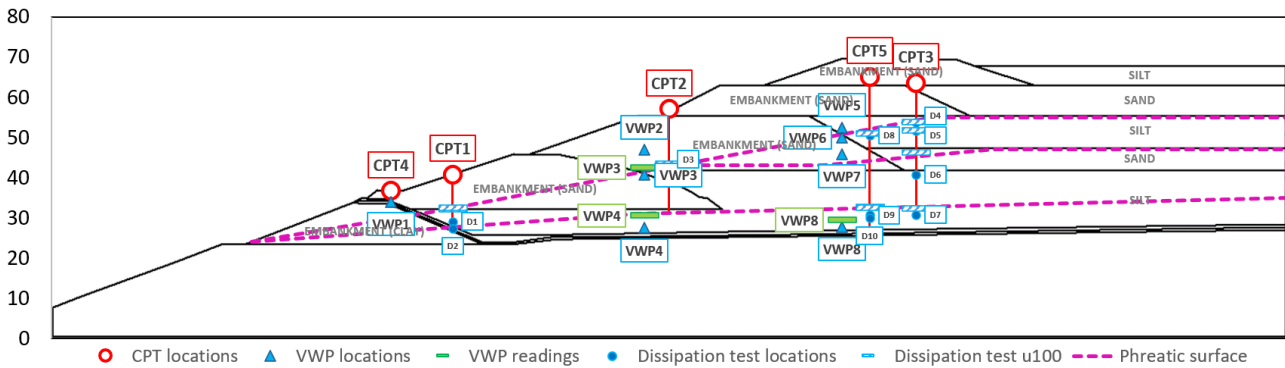 80
70
60
50
40
30
20
10
0
CPT5
CPT3
EMBANKMENT (SAND)
SILT
CPT2
EMBANKMENT (SAND)
VWP5
SAND
D4
VWP2
VWP6
D8
D5
SILT
CPT1
EMBANKMENT (SAND)
D3
SAND
VWP3
VWP3
VWP7
D6
CPT4
EMBANKMENT (SAND)
SILT
VWP1
D1
VWP4
VWP8
D9
D7
EMBANKMENT (CLAY)
D10
D2
VWP4
VWP8
CPT locations
VWP locations
VWP readings
Dissipation test locations
Dissipation test u100
Phreatic surface